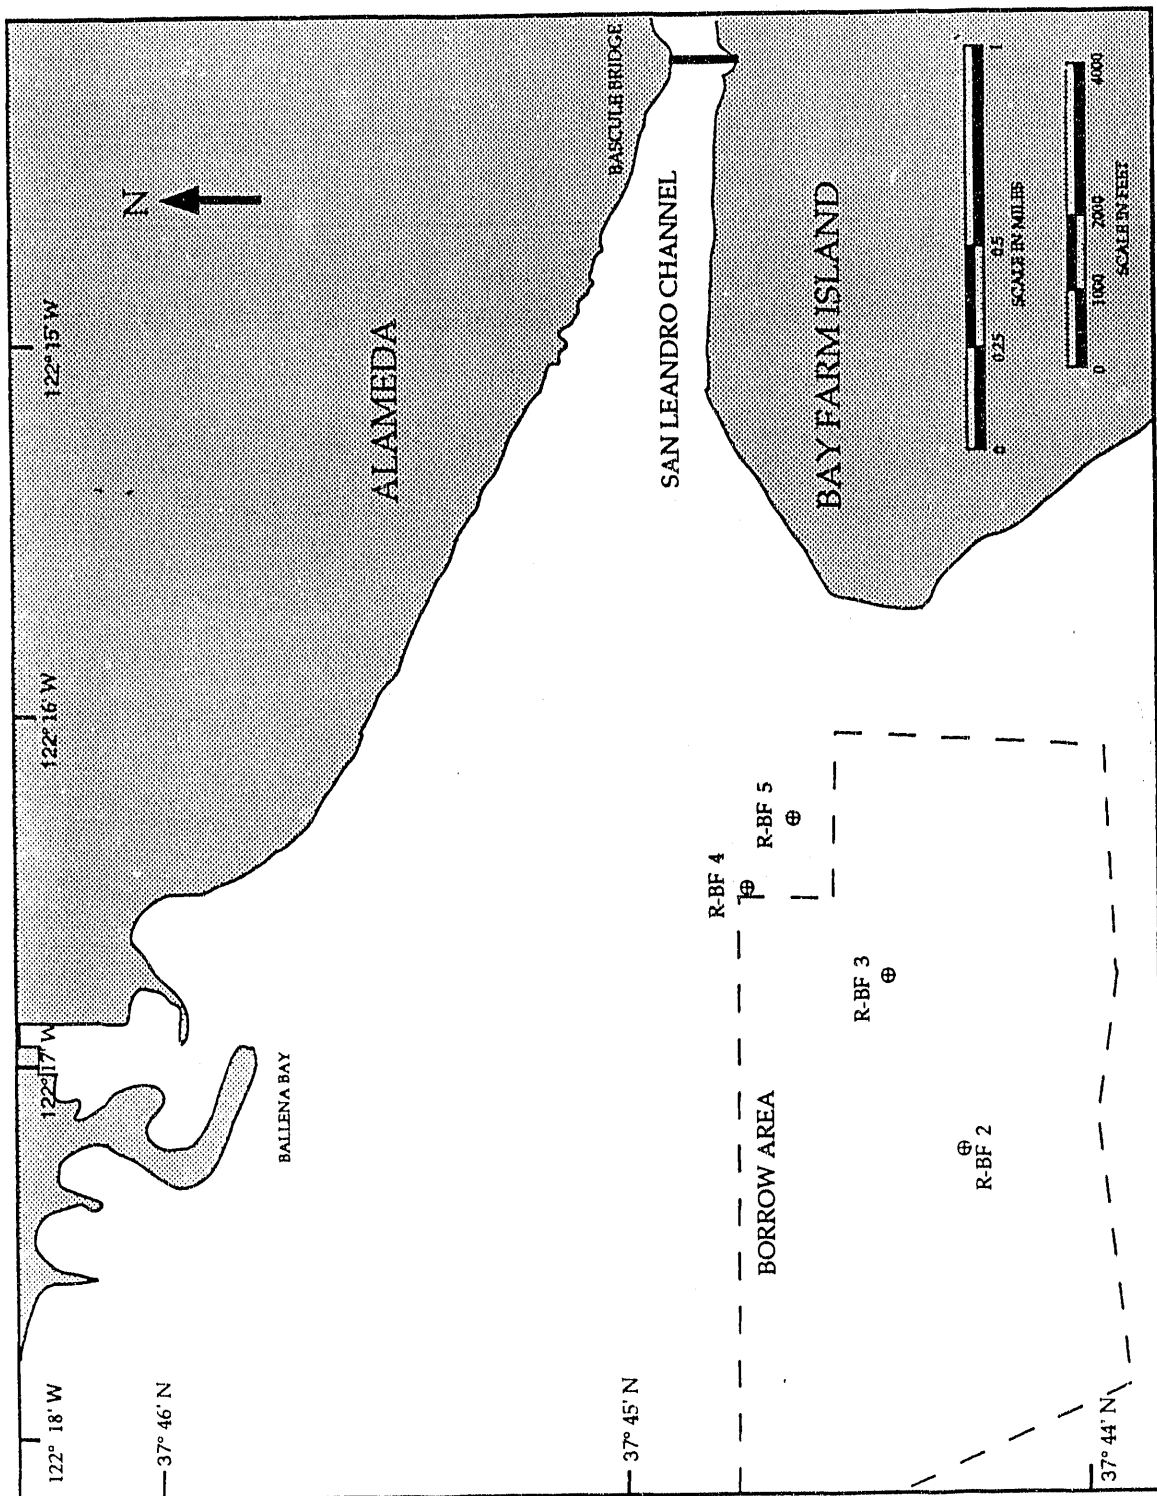 122° 18' W
122° 17' W
122° 16' W
122° 15' W
N
37° 46' N
37° 45' N
37° 44' N
BALLENA BAY
ALAMEDA
BASCULE BRIDGE
SAN LEANDRO CHANNEL
BAY FARM ISLAND
BORROW AREA
R-BF 4
R-BF 5
R-BF 3
R-BF 2
0 0.25 0.5 1
SCALE IN MILES
0 1000 2000 4000
SCALE IN FEET